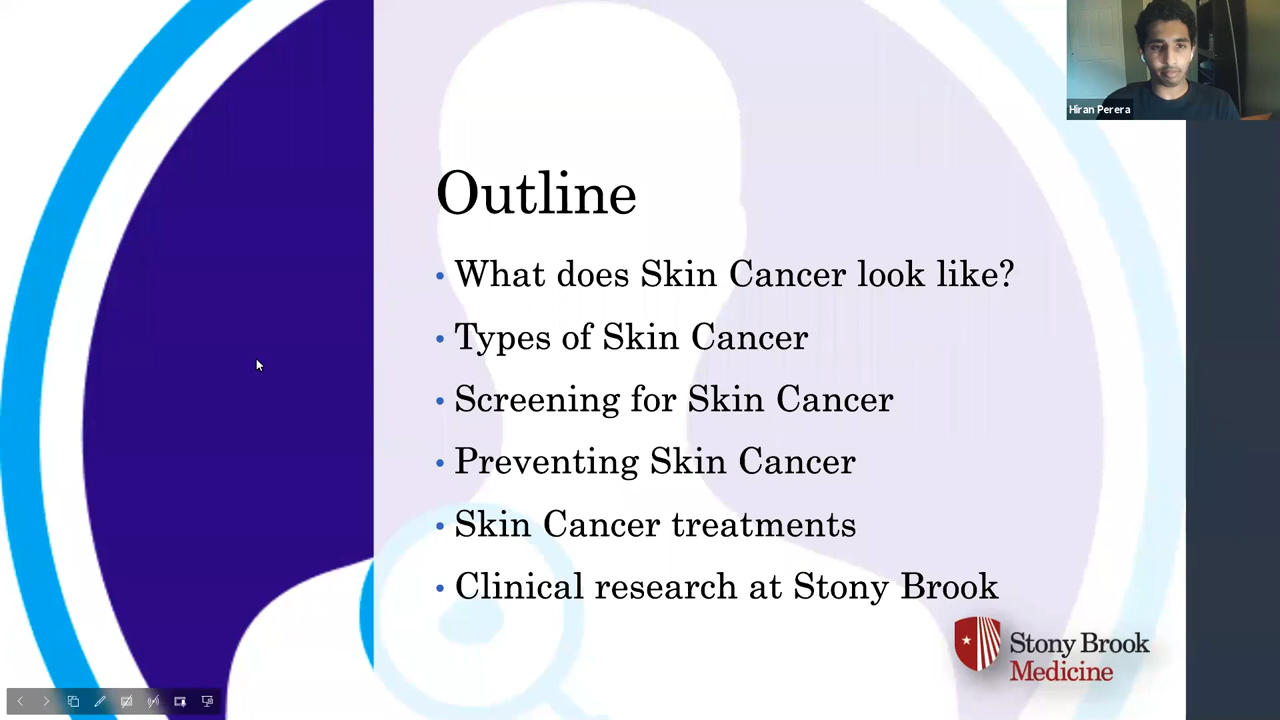 Hiran Perera
Outline
• What does Skin Cancer look like?
• Types of Skin Cancer
• Screening for Skin Cancer
• Preventing Skin Cancer
• Skin Cancer treatments
• Clinical research at Stony Brook
Stony Brook
Medicine